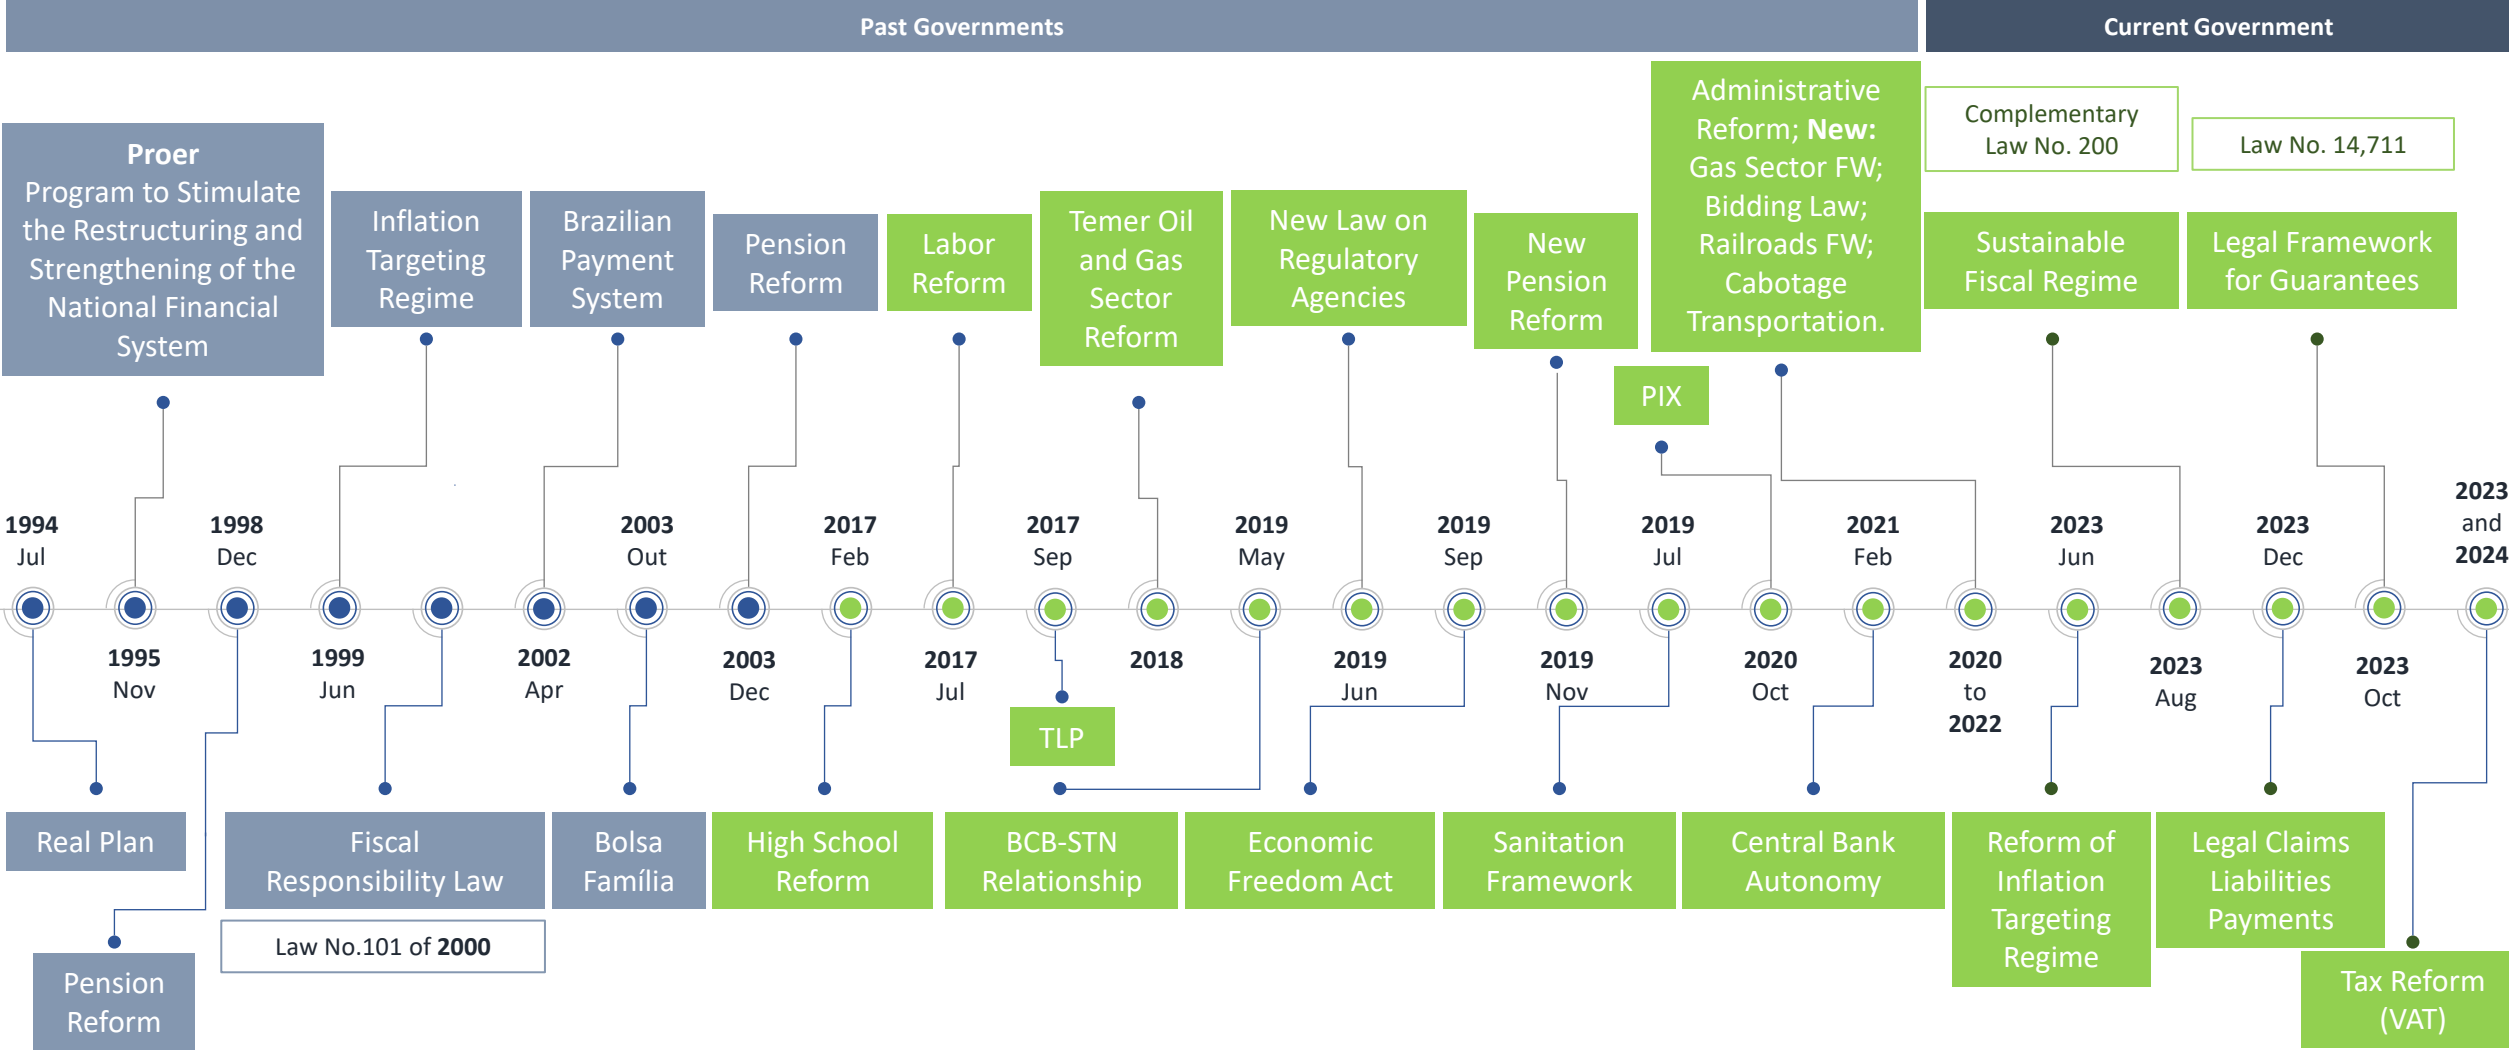 Past Governments
Current Government
Proer
Program to Stimulate
the Restructuring and
Strengthening of the
National Financial
System
Inflation
Targeting
Regime
Brazilian
Payment
System
Pension
Reform
Labor
Reform
Temer Oil
and Gas
Sector
Reform
New Law on
Regulatory
Agencies
New
Pension
Reform
PIX
Administrative
Reform; New:
Gas Sector FW;
Bidding Law;
Railroads FW;
Cabotage
Transportation.
Complementary
Law No. 200
Sustainable
Fiscal Regime
Law No. 14,711
Legal Framework
for Guarantees
1994
Jul
1998
Dec
2003
Out
2017
Feb
2017
Sep
2019
May
2019
Sep
2019
Jul
2021
Feb
2023
Jun
2023
Dec
2023
and
2024
1995
Nov
1999
Jun
2002
Apr
2003
Dec
2017
Jul
2018
2019
Jun
2019
Nov
2020
Oct
2020
to
2022
2023
Aug
2023
Oct
TLP
Real Plan
Pension
Reform
Fiscal
Responsibility Law
Law No.101 of 2000
Bolsa
Família
High School
Reform
BCB-STN
Relationship
Economic
Freedom Act
Sanitation
Framework
Central Bank
Autonomy
Reform of
Inflation
Targeting
Regime
Legal Claims
Liabilities
Payments
Tax Reform
(VAT)